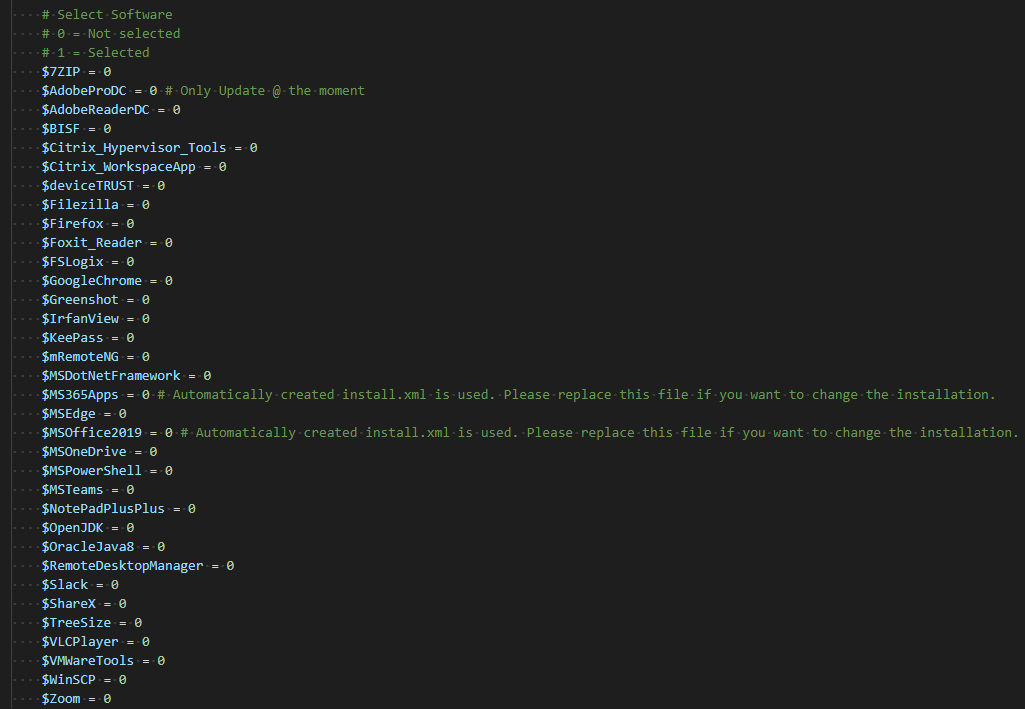 # Select Software
# 0 = Not selected
# 1 = Selected
$7ZIP = 0
$AdobeProDC = 0 # Only Update @ the moment
$AdobeReaderDC = 0
$BISF = 0
$Citrix_Hypervisor_Tools = 0
$Citrix_WorkspaceApp = 0
$deviceTRUST = 0
$Filezilla = 0
$Firefox = 0
$Foxit_Reader = 0
$FSLogix = 0
$GoogleChrome = 0
$Greenshot = 0
$IrfanView = 0
$KeePass = 0
$mRemoteNG = 0
$MSDotNetFramework = 0
$MS365Apps = 0 # Automatically created install.xml is used. Please replace this file if you want to change the installation.
$MSEdge = 0
$MSOffice2019 = 0 # Automatically created install.xml is used. Please replace this file if you want to change the installation.
$MSOneDrive = 0
$MSPowerShell = 0
$MSTeams = 0
$NotePadPlusPlus = 0
$OpenJDK = 0
$OracleJava8 = 0
$RemoteDesktopManager = 0
$Slack = 0
$ShareX = 0
$TreeSize = 0
$VLCPlayer = 0
$VMWareTools = 0
$WinSCP = 0
$Zoom = 0